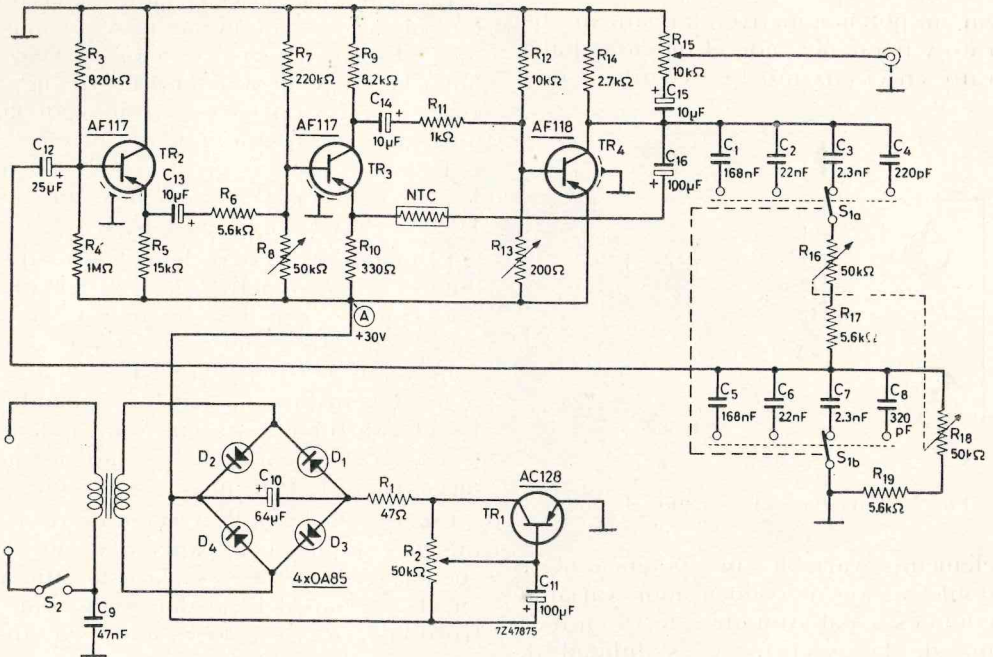 R3
820kΩ
R7
220kΩ
R9
8.2kΩ
R12
10kΩ
R14
2.7kΩ
R15
10kΩ
+
C15
10µF
C14
+
10µF
R11
1kΩ
AF117
AF117
AF118
C12
+
25µF
TR2
TR3
TR4
C16
100µF
+
C1
168nF
C2
22nF
C3
2.3nF
C4
220pF
C13
10µF
+
R6
5.6kΩ
NTC
S1a
R4
1MΩ
R5
15kΩ
R8
50kΩ
R10
330Ω
R13
200Ω
R16
50kΩ
A
+30V
R17
5.6kΩ
C5
168nF
C6
22nF
C7
2.3nF
C8
320
pF
R18
50kΩ
S1b
R19
5.6kΩ
D2
D1
C10
+
64µF
D4
D3
4xOA85
R1
47Ω
AC128
TR1
R2
50kΩ
C11
100µF
+
S2
C9
47nF
7Z47875